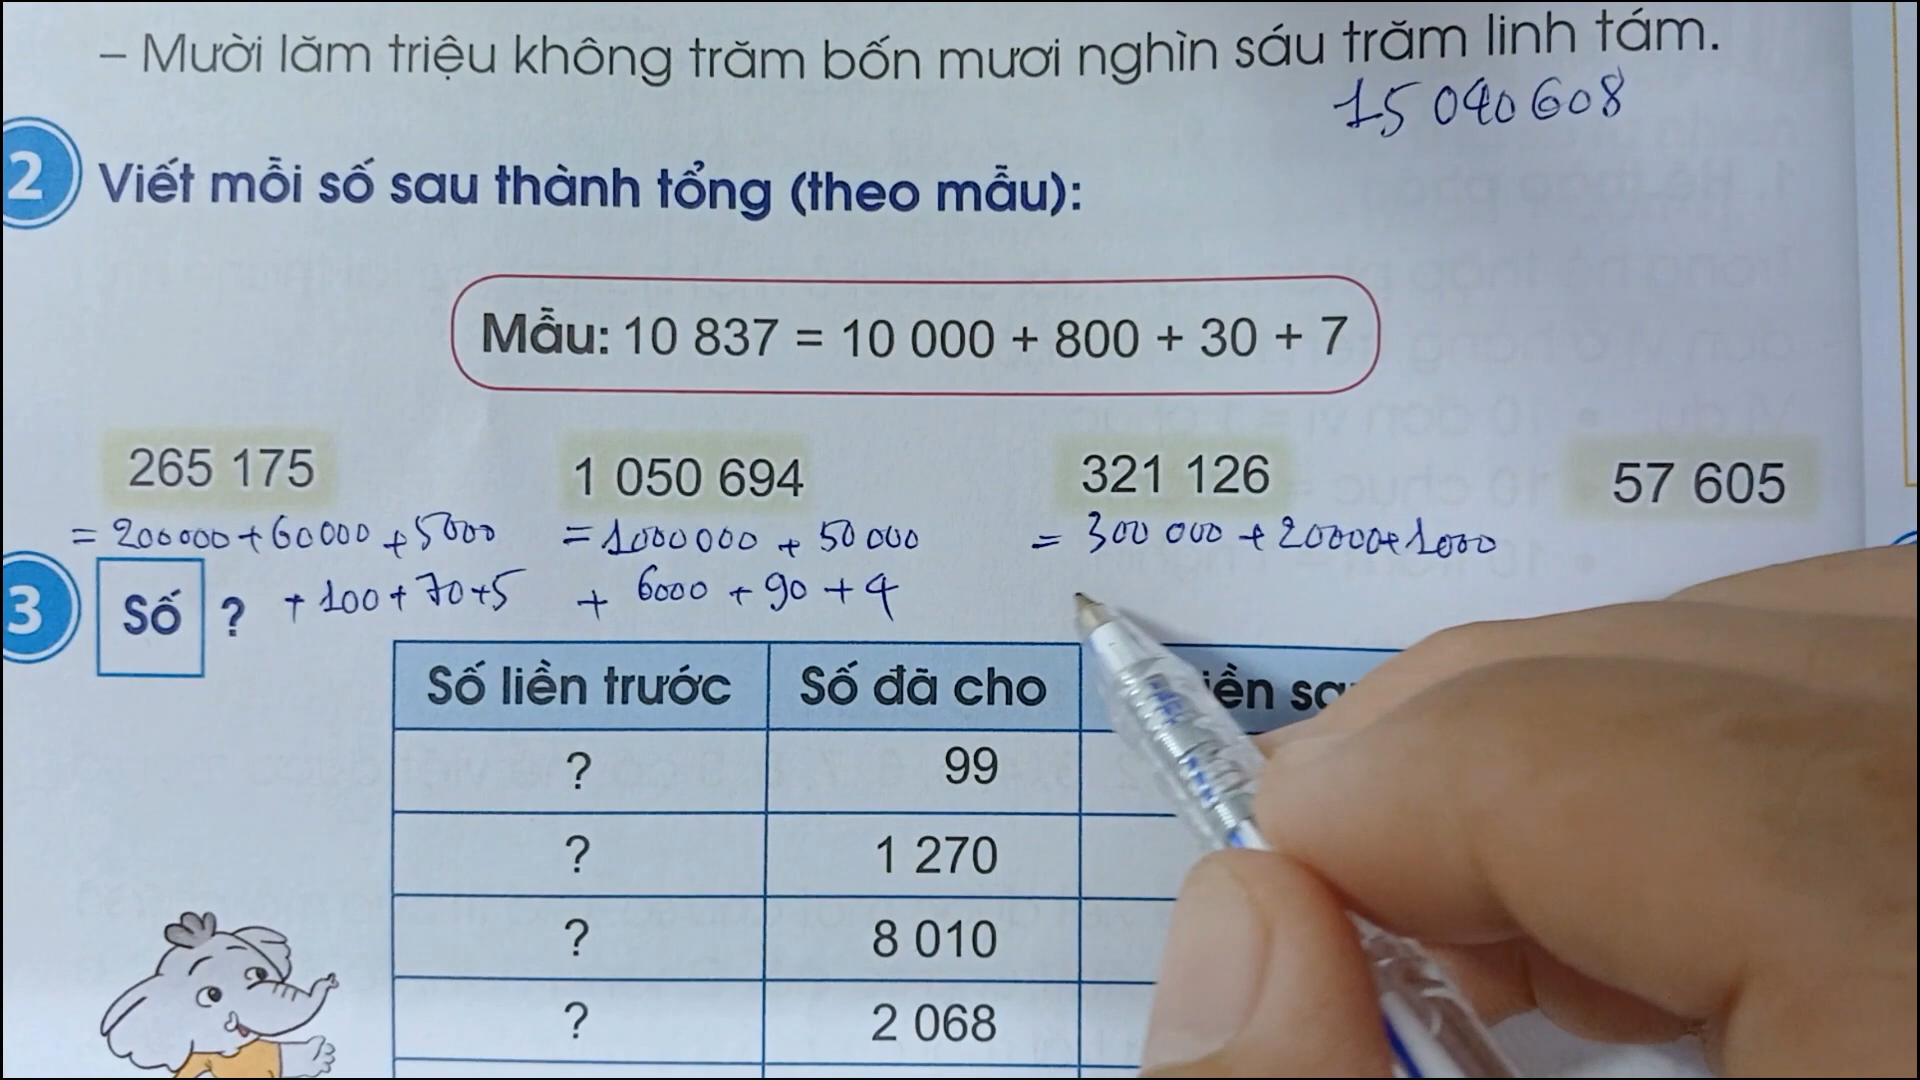 – Mười lăm triệu không trăm bốn mươi nghìn sáu trăm linh tám.
15 040 608
2 Viết mỗi số sau thành tổng (theo mẫu):
Mẫu: 10 837 = 10 000 + 800 + 30 + 7
265 175 1 050 694 321 126 57 605
= 200000 + 60000 + 5000 = 1000 000 + 50 000 = 300 000 + 20000 + 1000
+ 100 + 70 + 5 + 6000 + 90 + 4
3 Số ?
Số liền trước Số đã cho
? 99
? 1 270
? 8 010
? 2 068